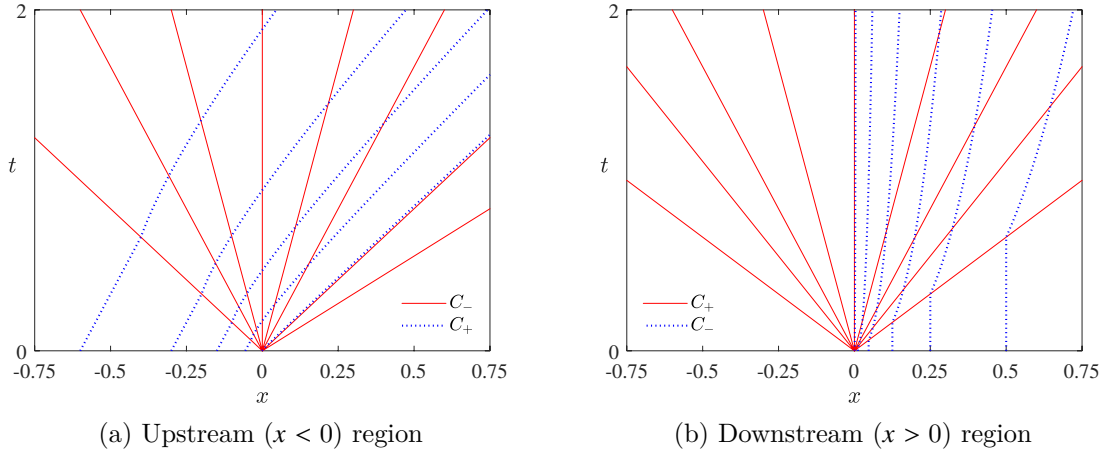 2
t
0
-0.75 -0.5 -0.25 0 0.25 0.5 0.75
x
C₋
C₊
(a) Upstream (x < 0) region
2
t
0
-0.75 -0.5 -0.25 0 0.25 0.5 0.75
x
C₊
C₋
(b) Downstream (x > 0) region